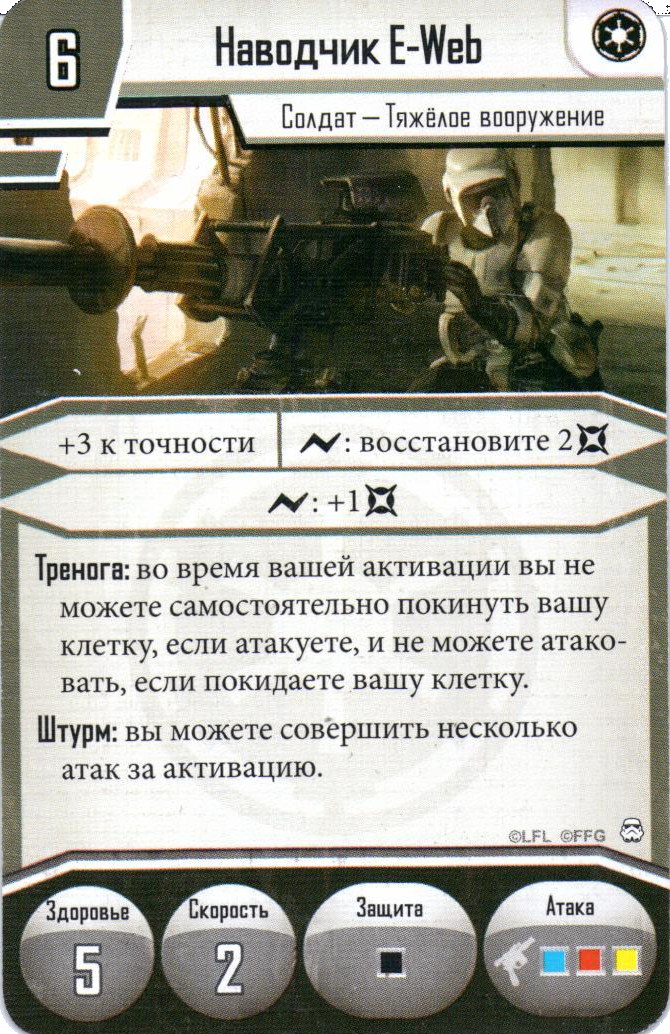 6
Наводчик E-Web
Солдат – Тяжёлое вооружение
+3 к точности
: восстановите 2
: +1
Тренога: во время вашей активации вы не
можете самостоятельно покинуть вашу
клетку, если атакуете, и не можете атако-
вать, если покидаете вашу клетку.
Штурм: вы можете совершить несколько
атак за активацию.
©LFL ©FFG
Здоровье
5
Скорость
2
Защита
Атака